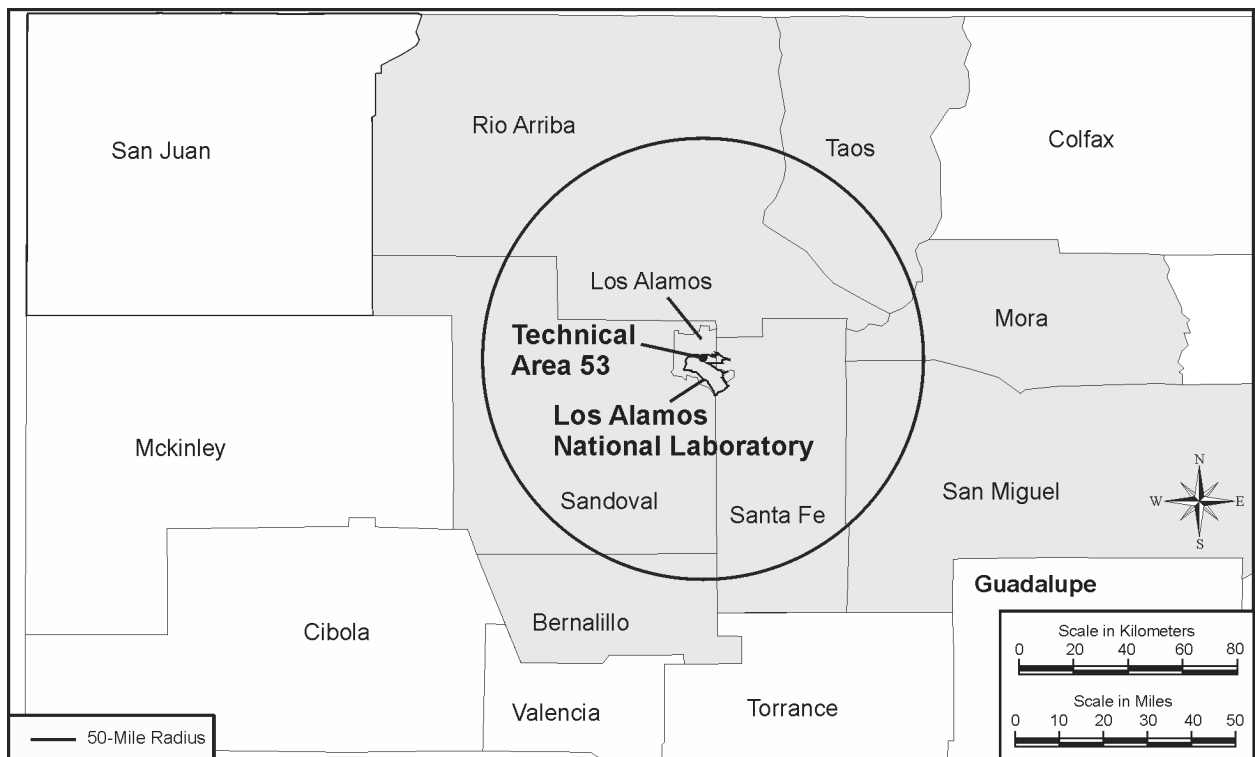 San Juan
Rio Arriba
Taos
Colfax
Los Alamos
Technical
Area 53
Mora
Los Alamos
National Laboratory
Mckinley
Sandoval
Santa Fe
San Miguel
N
W
E
S
Guadalupe
Cibola
Bernalillo
Valencia
Torrance
Scale in Kilometers
0 20 40 60 80
Scale in Miles
0 10 20 30 40 50
50-Mile Radius